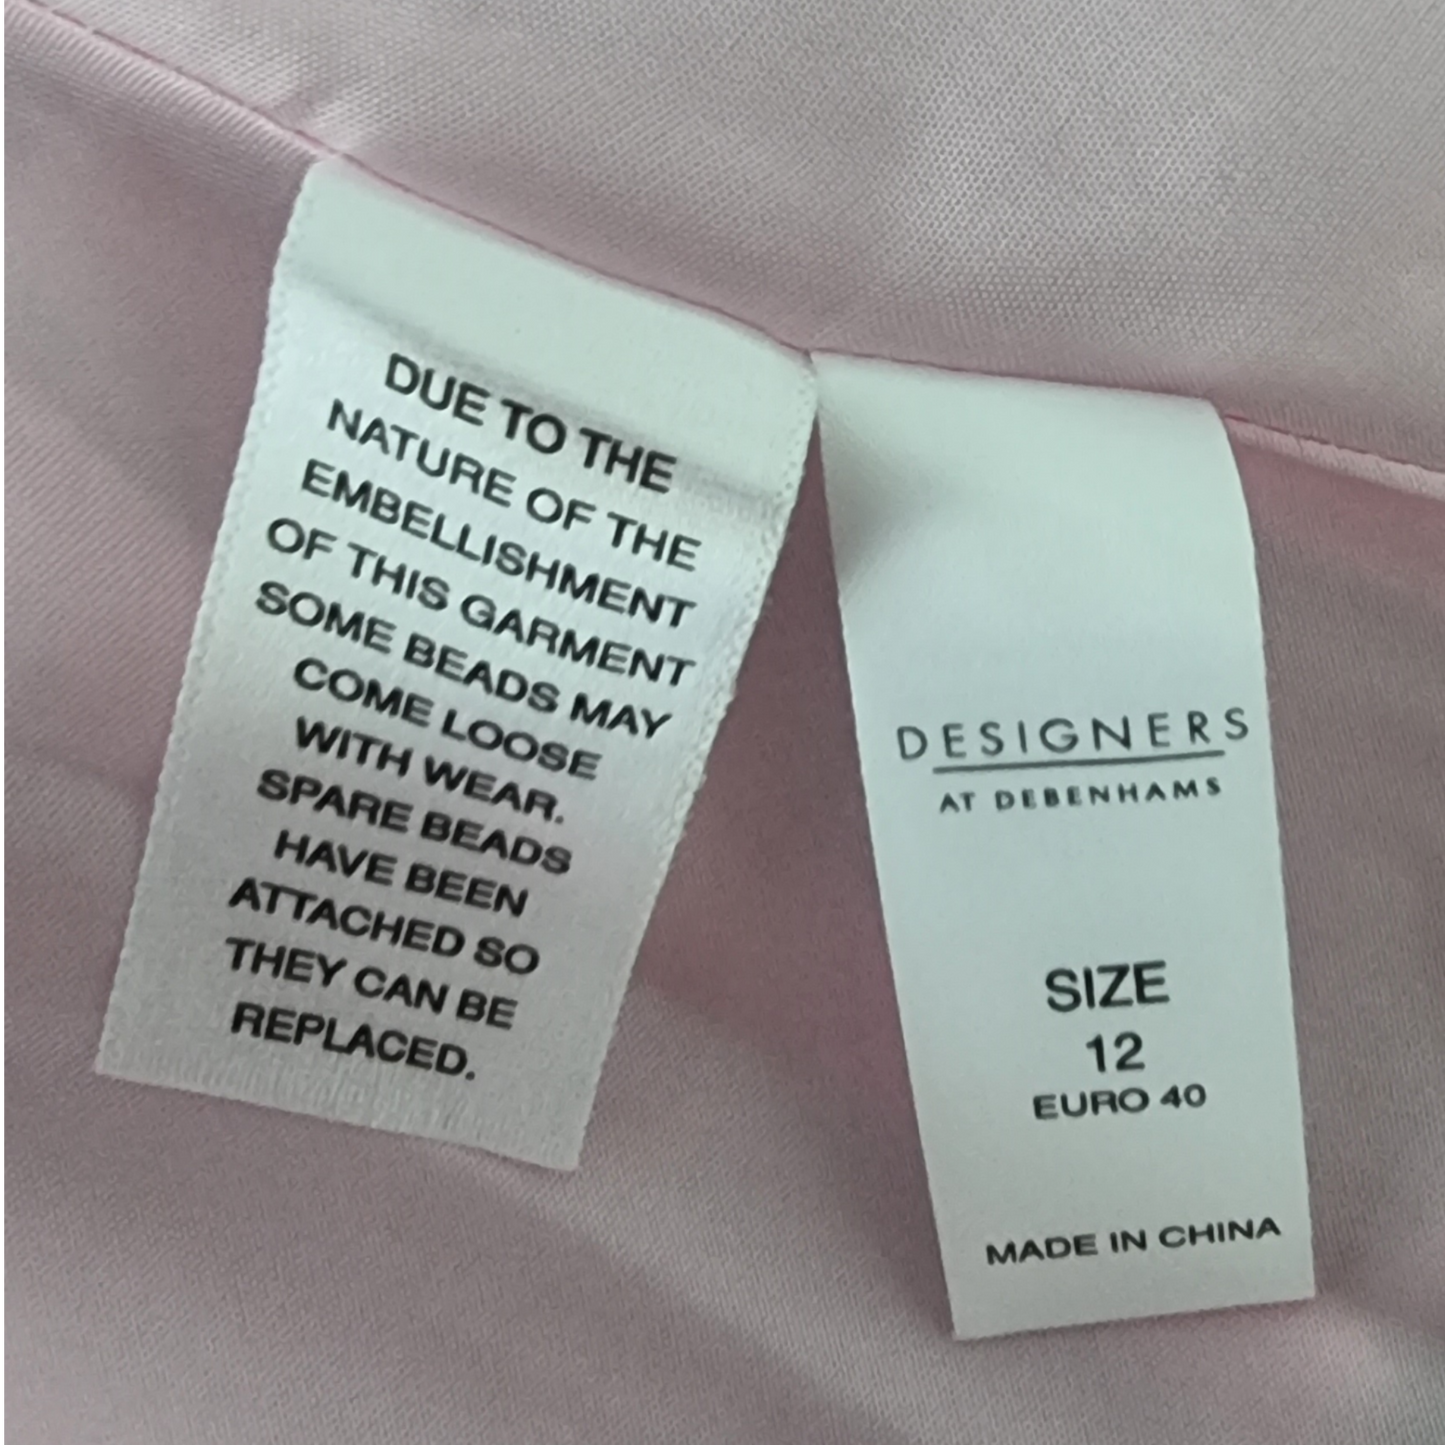 DUE TO THE
NATURE OF THE
EMBELLISHMENT
OF THIS GARMENT
SOME BEADS MAY
COME LOOSE
WITH WEAR.
SPARE BEADS
HAVE BEEN
ATTACHED SO
THEY CAN BE
REPLACED.
DESIGNERS
AT DEBENHAMS
SIZE
12
EURO 40
MADE IN CHINA